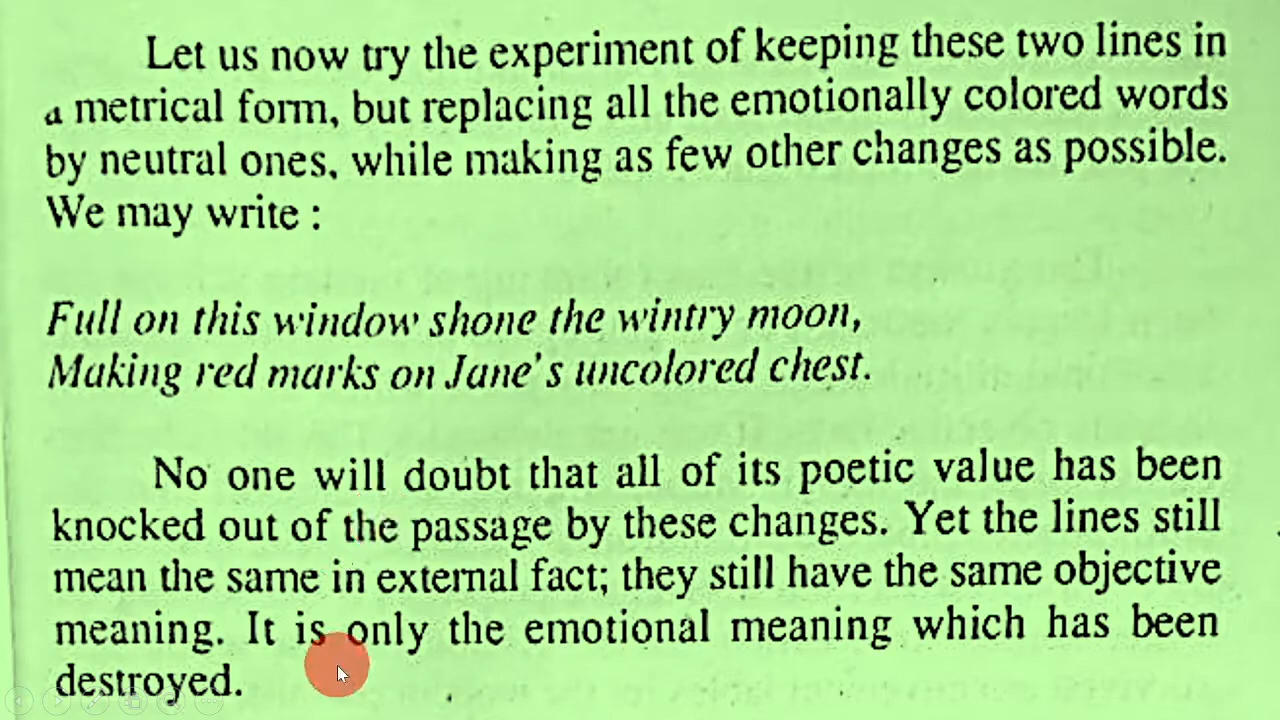 Let us now try the experiment of keeping these two lines in
a metrical form, but replacing all the emotionally colored words
by neutral ones, while making as few other changes as possible.
We may write :
Full on this window shone the wintry moon,
Making red marks on Jane's uncolored chest.
No one will doubt that all of its poetic value has been
knocked out of the passage by these changes. Yet the lines still
mean the same in external fact; they still have the same objective
meaning. It is only the emotional meaning which has been
destroyed.